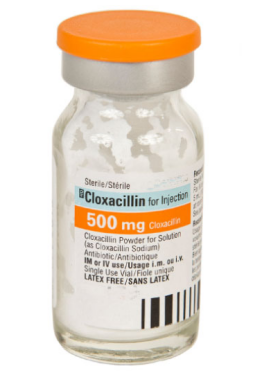 Sterile/Stérile
Cloxacillin for Injection
500 mg Cloxacillin
Cloxacillin Powder for Solution
(as Cloxacillin Sodium)
Antibiotic/Antibiotique
IM or IV use/Usage i.m. ou i.v.
Single Use Vial/Fiole unique
LATEX FREE/SANS LATEX